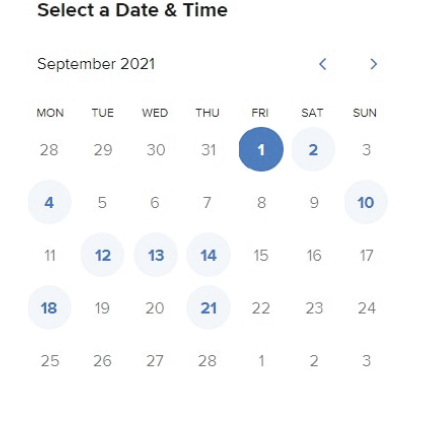 Select a Date & Time
September 2021
MON TUE WED THU FRI SAT SUN
28 29 30 31 1 2 3
4 5 6 7 8 9 10
11 12 13 14 15 16 17
18 19 20 21 22 23 24
25 26 27 28 1 2 3